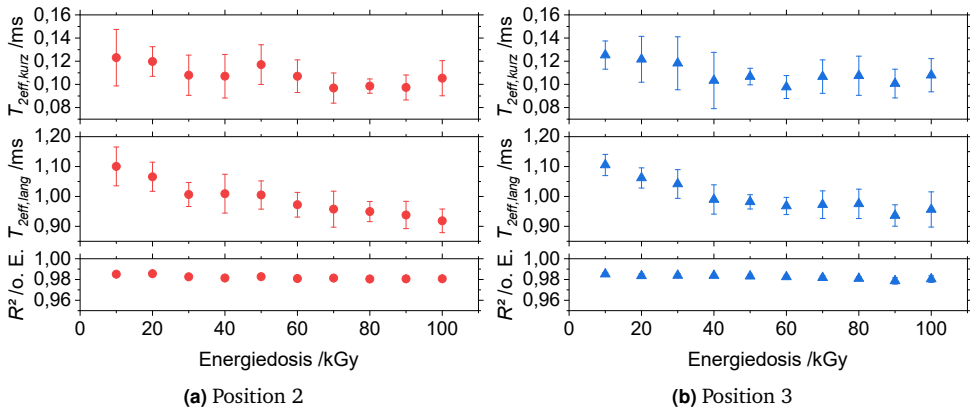 T2eff,kurz /ms
0,16
0,14
0,12
0,10
0,08
T2eff,lang /ms
1,20
1,10
1,00
0,90
R² /o. E.
1,00
0,98
0,96
0 20 40 60 80 100
Energiedosis /kGy
(a) Position 2
T2eff,kurz /ms
0,16
0,14
0,12
0,10
0,08
T2eff,lang /ms
1,20
1,10
1,00
0,90
R² /o. E.
1,00
0,98
0,96
0 20 40 60 80 100
Energiedosis /kGy
(b) Position 3